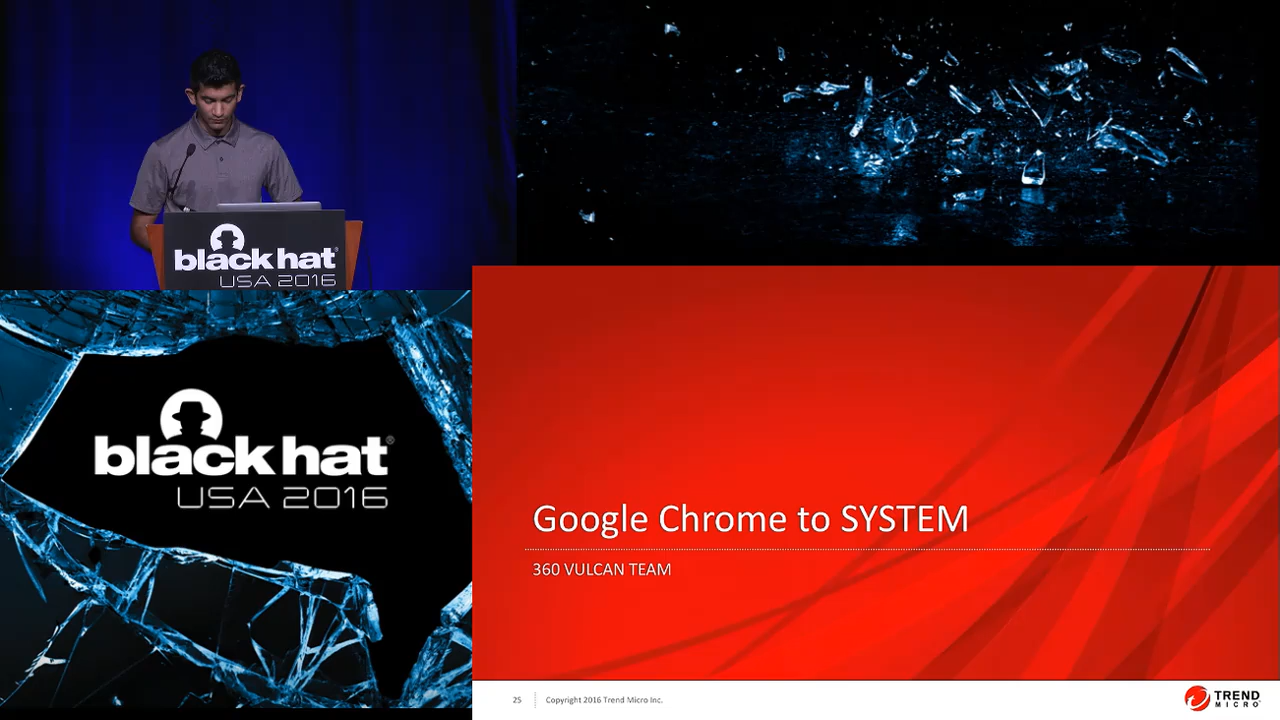 black hat®
USA 2016
black hat®
USA 2016
Google Chrome to SYSTEM
360 VULCAN TEAM
25
Copyright 2016 Trend Micro Inc.
TREND
MICRO